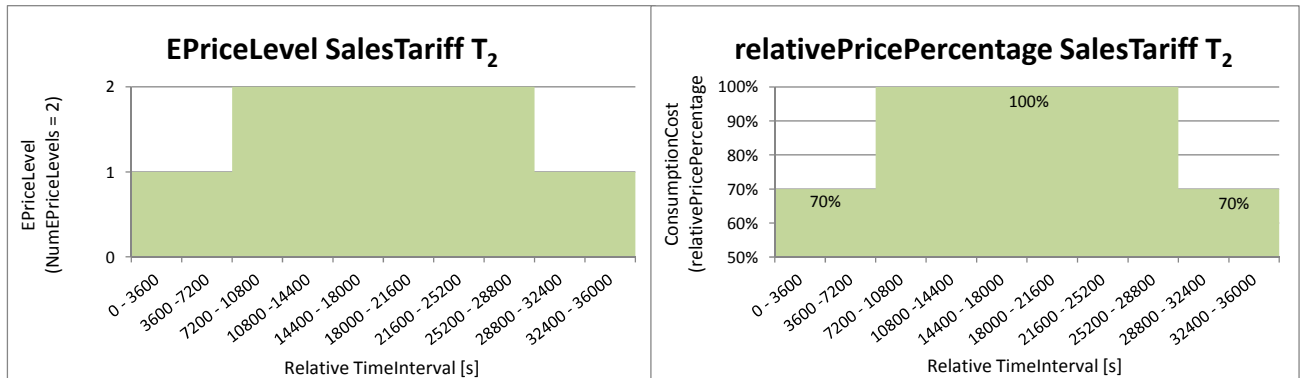 EPriceLevel SalesTariff T2
EPriceLevel
(NumEPriceLevels = 2)
2
1
0
0 - 3600
3600 -7200
7200 - 10800
10800 -14400
14400 - 18000
18000 - 21600
21600 - 25200
25200 - 28800
28800 - 32400
32400 - 36000
Relative TimeInterval [s]
relativePricePercentage SalesTariff T2
ConsumptionCost
(relativePricePercentage
100%
90%
80%
70%
60%
50%
70%
100%
70%
0 - 3600
3600 -7200
7200 - 10800
10800 -14400
14400 - 18000
18000 - 21600
21600 - 25200
25200 - 28800
28800 - 32400
32400 - 36000
Relative TimeInterval [s]